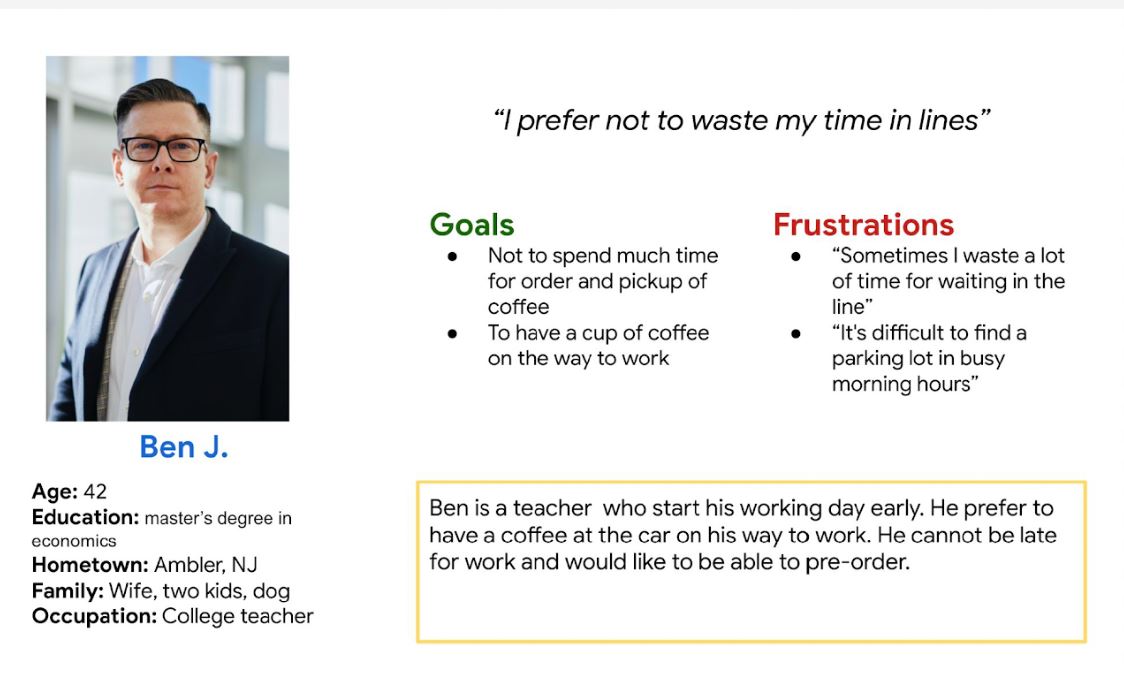 “I prefer not to waste my time in lines”
Goals
● Not to spend much time
for order and pickup of
coffee
● To have a cup of coffee
on the way to work
Frustrations
● “Sometimes I waste a lot
of time for waiting in the
line”
● “It's difficult to find a
parking lot in busy
morning hours”
Ben J.
Age: 42
Education: master’s degree in
economics
Hometown: Ambler, NJ
Family: Wife, two kids, dog
Occupation: College teacher
Ben is a teacher  who start his working day early. He prefer to
have a coffee at the car on his way to work. He cannot be late
for work and would like to be able to pre-order.